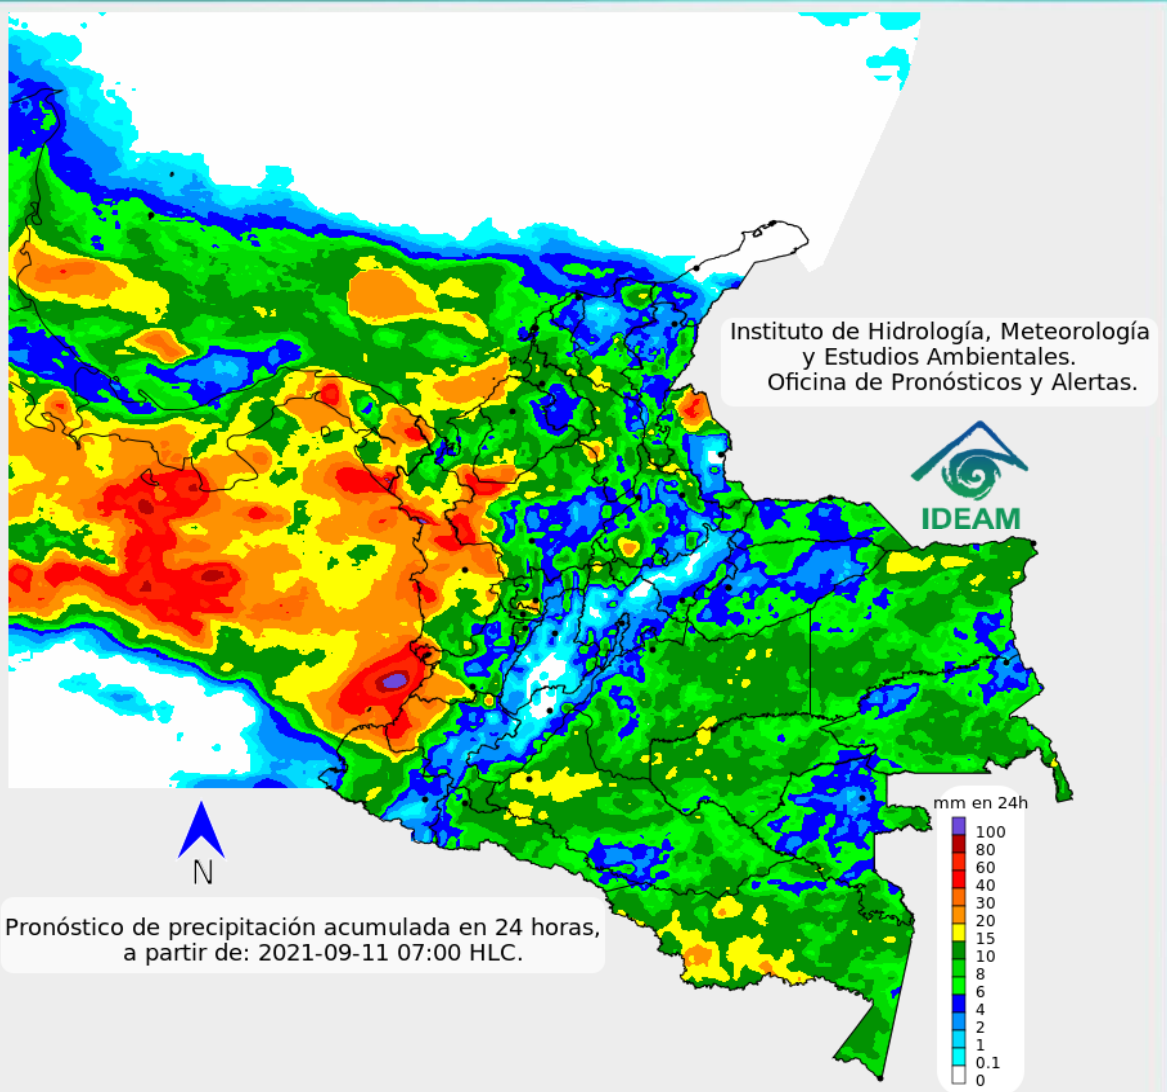 Instituto de Hidrología, Meteorología
y Estudios Ambientales.
Oficina de Pronósticos y Alertas.
IDEAM
mm en 24h
100
80
60
40
30
20
15
10
8
6
4
2
1
0.1
0
N
Pronóstico de precipitación acumulada en 24 horas,
a partir de: 2021-09-11 07:00 HLC.